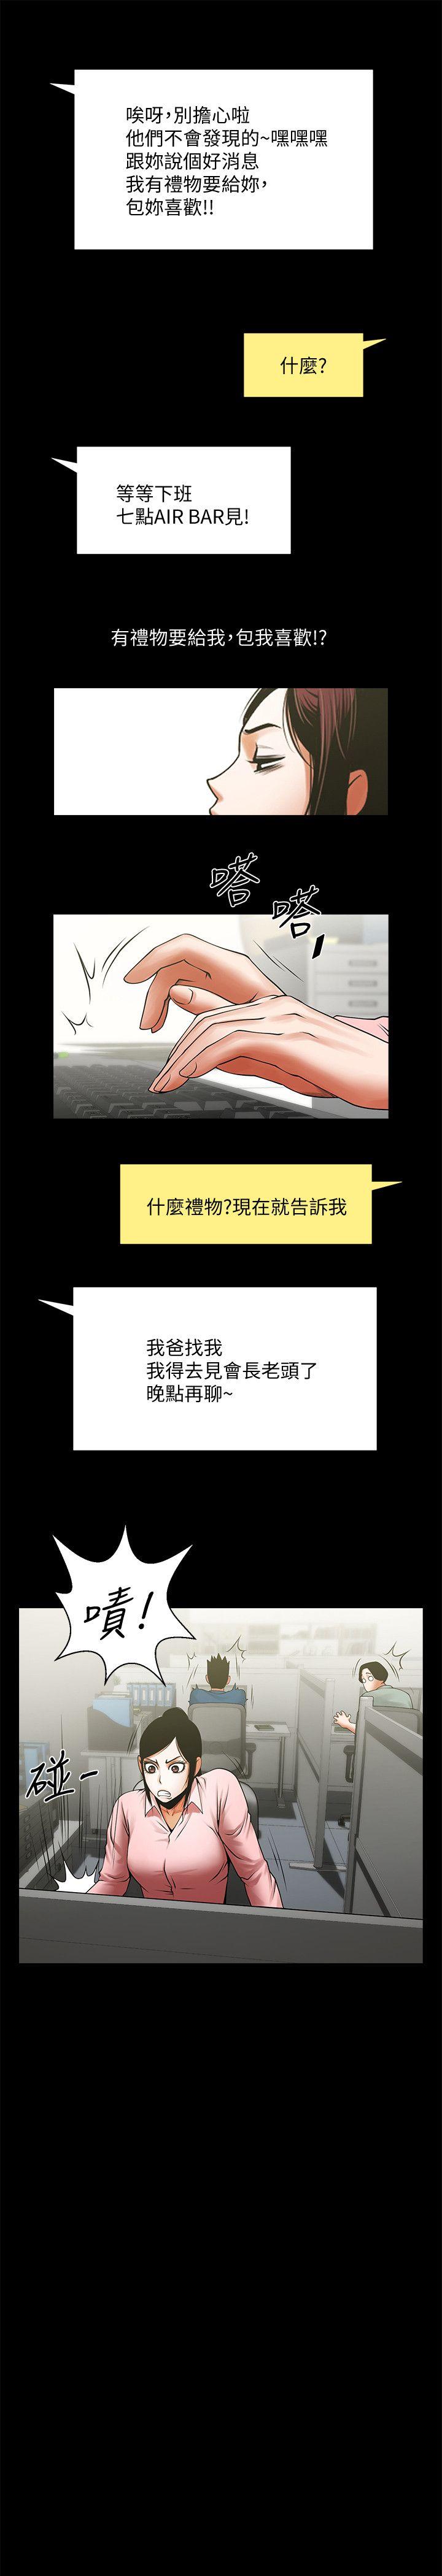 唉呀，別擔心啦
他們不會發現的~嘿嘿嘿
跟妳說個好消息
我有禮物要給妳，
包妳喜歡!!
什麼?
等等下班
七點AIR BAR見!
有禮物要給我，包我喜歡!?
嗒
嗒,
什麼禮物?現在就告訴我
我爸找我
我得去見會長老頭了
晚點再聊~
嘖!
碰-